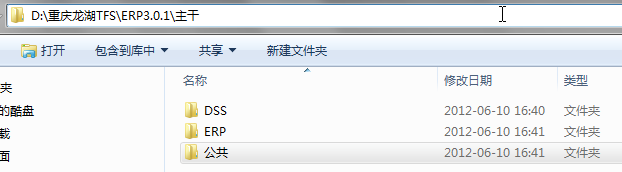 D:\重庆龙湖TFS\ERP3.0.1\主干
打开 包含到库中 共享 新建文件夹
名称 修改日期 类型
夹
的酷盘
载
面
DSS 2012-06-10 16:40 文件夹
ERP 2012-06-10 16:41 文件夹
公共 2012-06-10 16:41 文件夹